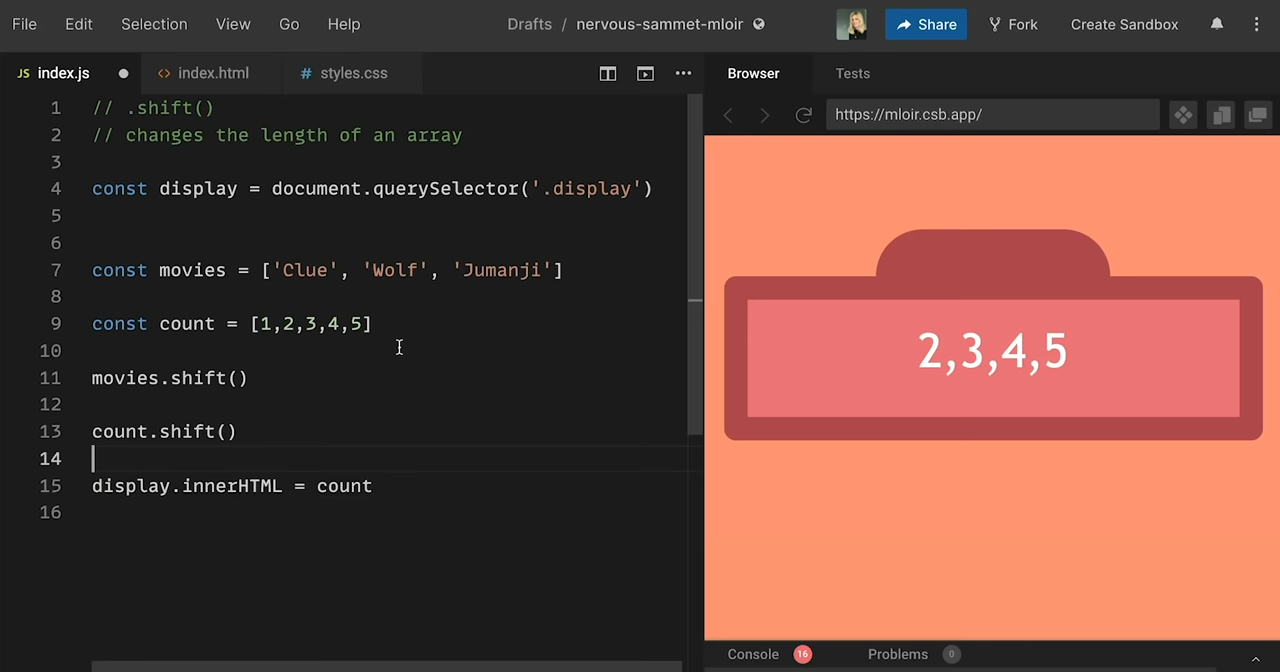 File Edit Selection View Go Help Drafts / nervous-sammet-mloir Share Fork Create Sandbox
JS index.js <> index.html # styles.css Browser Tests
https://mloir.csb.app/
1 // .shift()
2 // changes the length of an array
3
4 const display = document.querySelector('.display')
5
6
7 const movies = ['Clue', 'Wolf', 'Jumanji']
8
9 const count = [1,2,3,4,5]
10
11 movies.shift()
12
13 count.shift()
14
15 display.innerHTML = count
16
2,3,4,5
Console 16 Problems 0